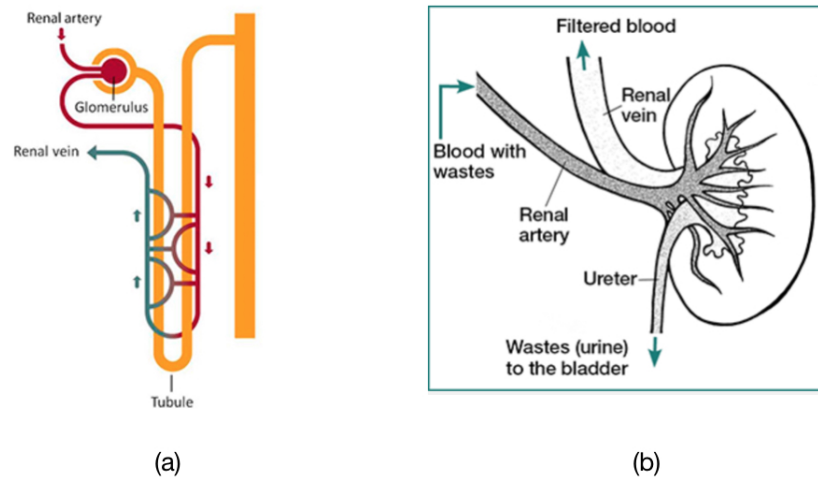 Renal artery
Glomerulus
Renal vein
Tubule
(a)
Filtered blood
Renal
vein
Blood with
wastes
Renal
artery
Ureter
Wastes (urine)
to the bladder
(b)